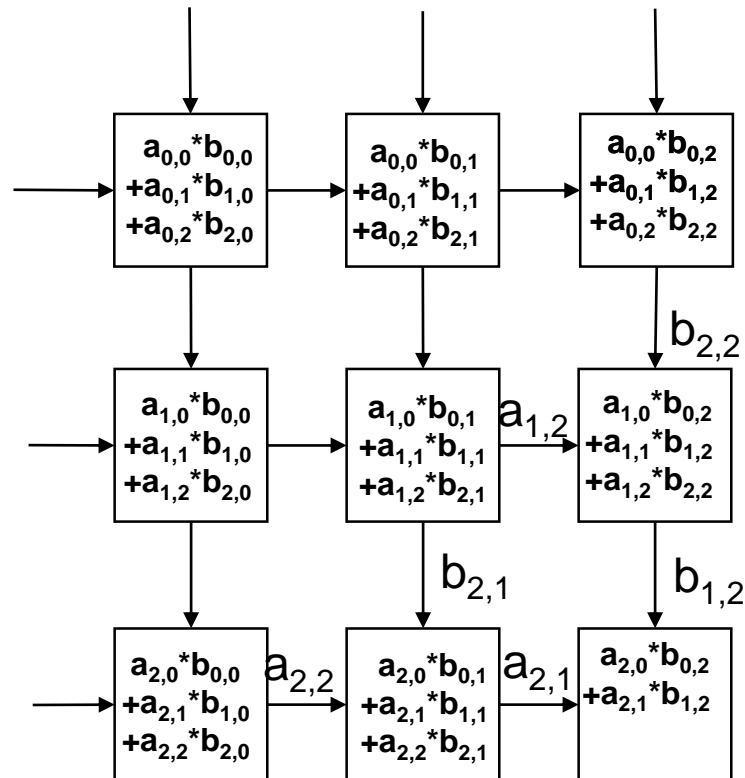 a0,0*b0,0
+a0,1*b1,0
+a0,2*b2,0
a0,0*b0,1
+a0,1*b1,1
+a0,2*b2,1
a0,0*b0,2
+a0,1*b1,2
+a0,2*b2,2
b2,2
a1,0*b0,0
+a1,1*b1,0
+a1,2*b2,0
a1,0*b0,1
+a1,1*b1,1
+a1,2*b2,1
a1,2
a1,0*b0,2
+a1,1*b1,2
+a1,2*b2,2
b2,1
b1,2
a2,0*b0,0
+a2,1*b1,0
+a2,2*b2,0
a2,2
a2,0*b0,1
+a2,1*b1,1
+a2,2*b2,1
a2,1
a2,0*b0,2
+a2,1*b1,2